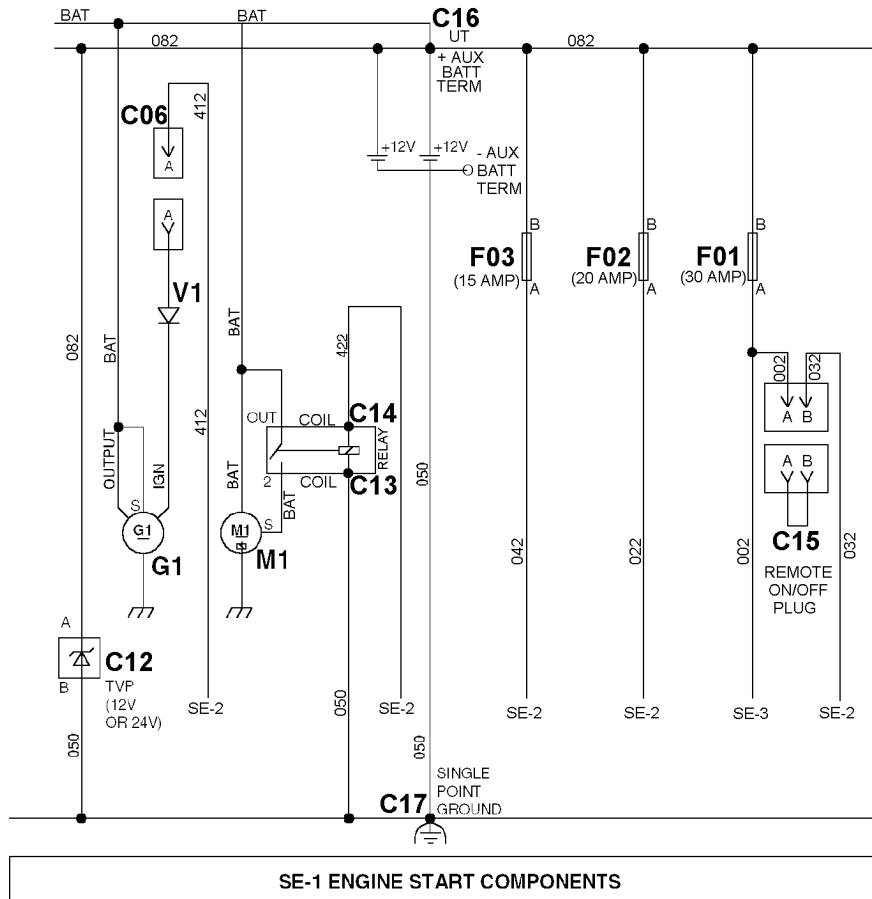 BAT
BAT
C16
UT
082
082
+ AUX
BATT
TERM
412
C06
A
+12V
+12V
- AUX
BATT
TERM
A
B
B
B
F03
(15 AMP)
F02
(20 AMP)
F01
(30 AMP)
A
A
A
V1
BAT
082
BAT
422
002
032
412
OUT
COIL
C14
RELAY
A B
OUTPUT
IGN
BAT
2
COIL
C13
BAT
050
A B
S
G1
G1
M1
S
M1
042
022
002
C15
032
REMOTE
ON/OFF
PLUG
A
C12
B
TVP
(12V
OR 24V)
SE-2
050
SE-2
SE-2
SE-2
SE-3
SE-2
050
050
SINGLE
POINT
GROUND
C17
SE-1 ENGINE START COMPONENTS